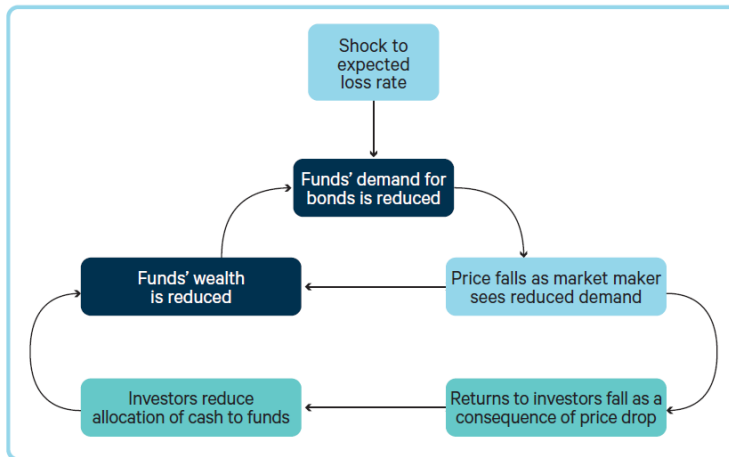 Shock to
expected
loss rate
Funds’ demand for
bonds is reduced
Funds’ wealth
is reduced
Price falls as market maker
sees reduced demand
Investors reduce
allocation of cash to funds
Returns to investors fall as a
consequence of price drop